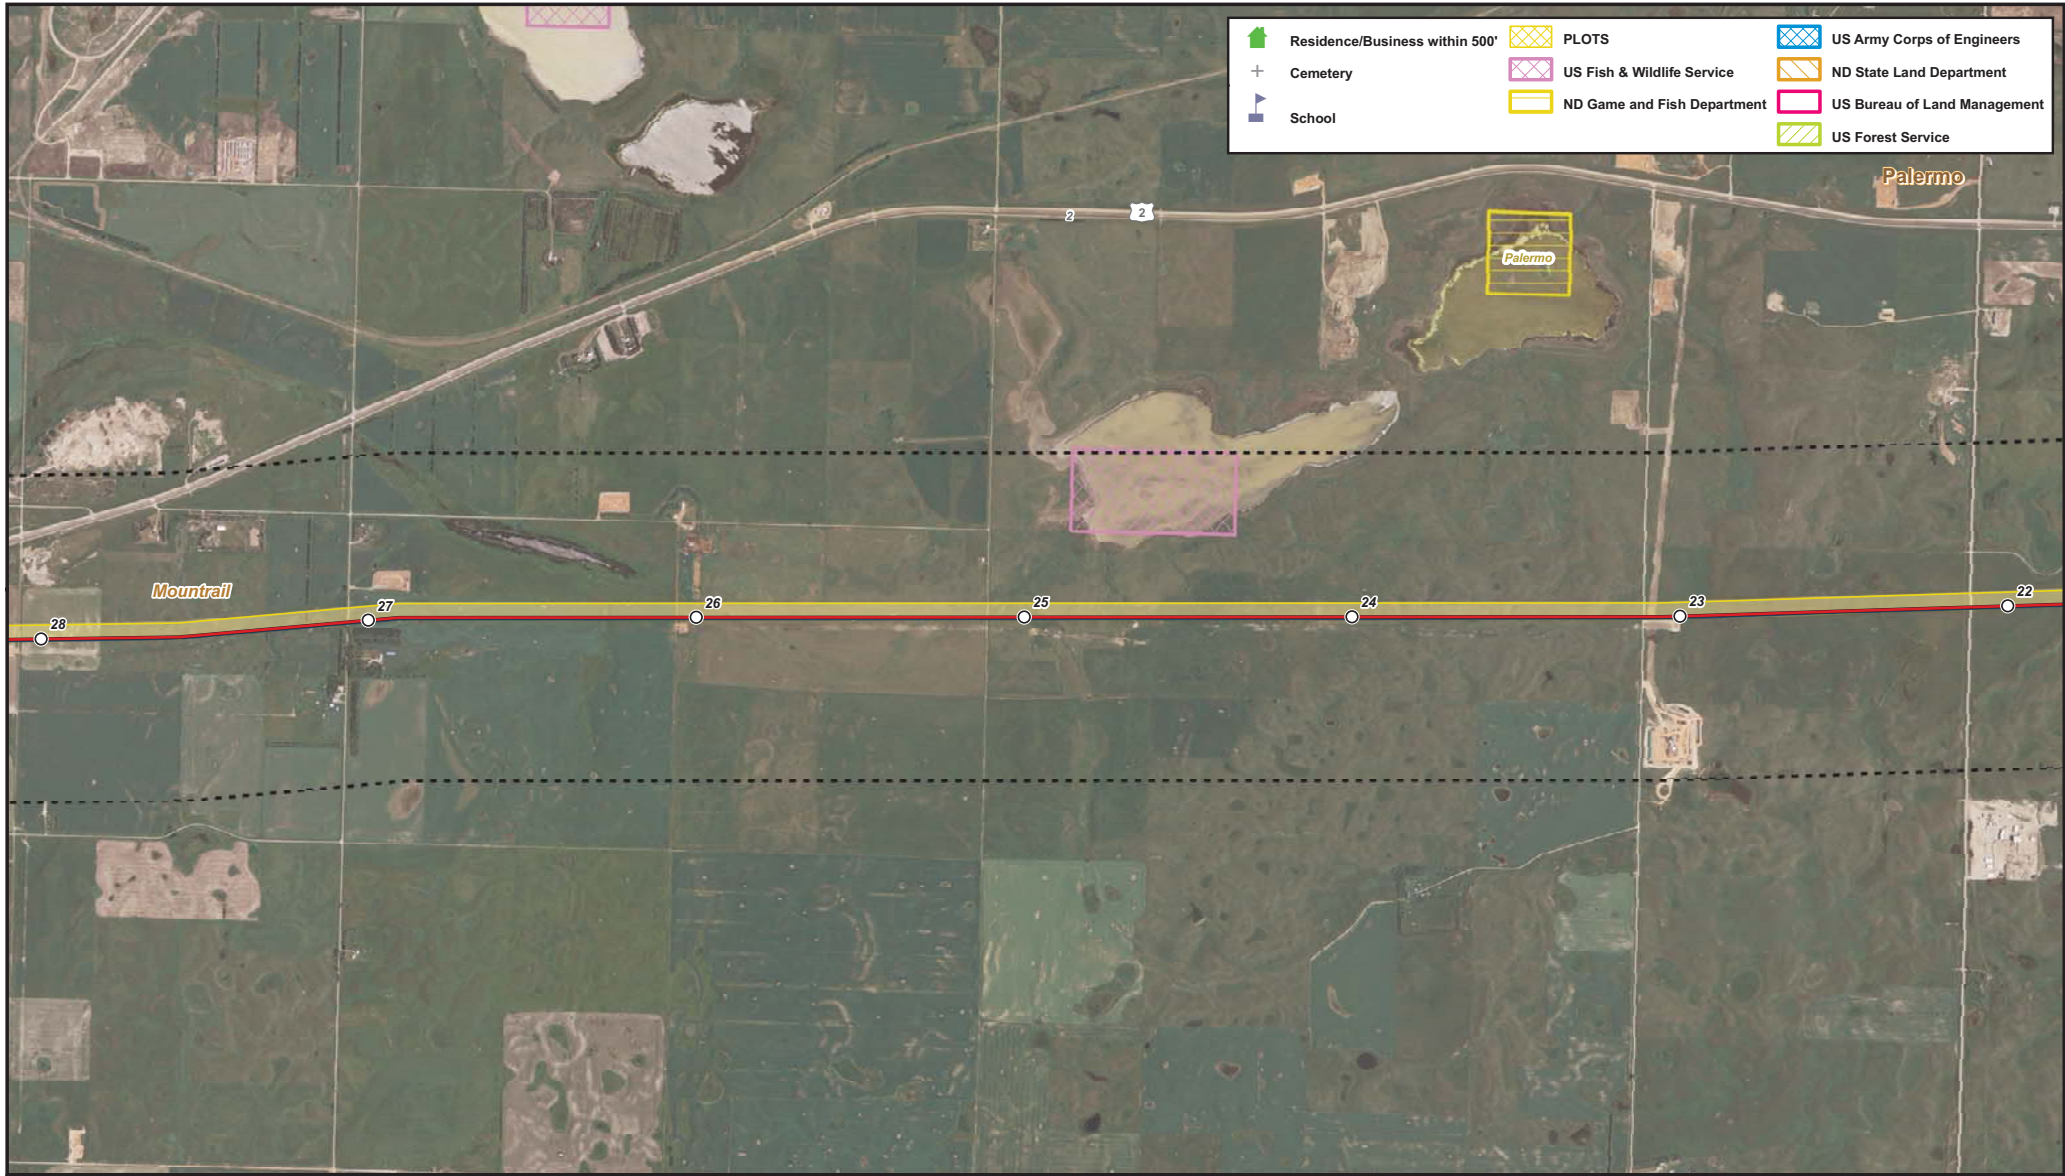 Residence/Business within 500'
Cemetery
School
PLOTS
US Fish & Wildlife Service
ND Game and Fish Department
US Army Corps of Engineers
ND State Land Department
US Bureau of Land Management
US Forest Service
Palermo
2
2
Palermo
Mountrail
28
27
26
25
24
23
22